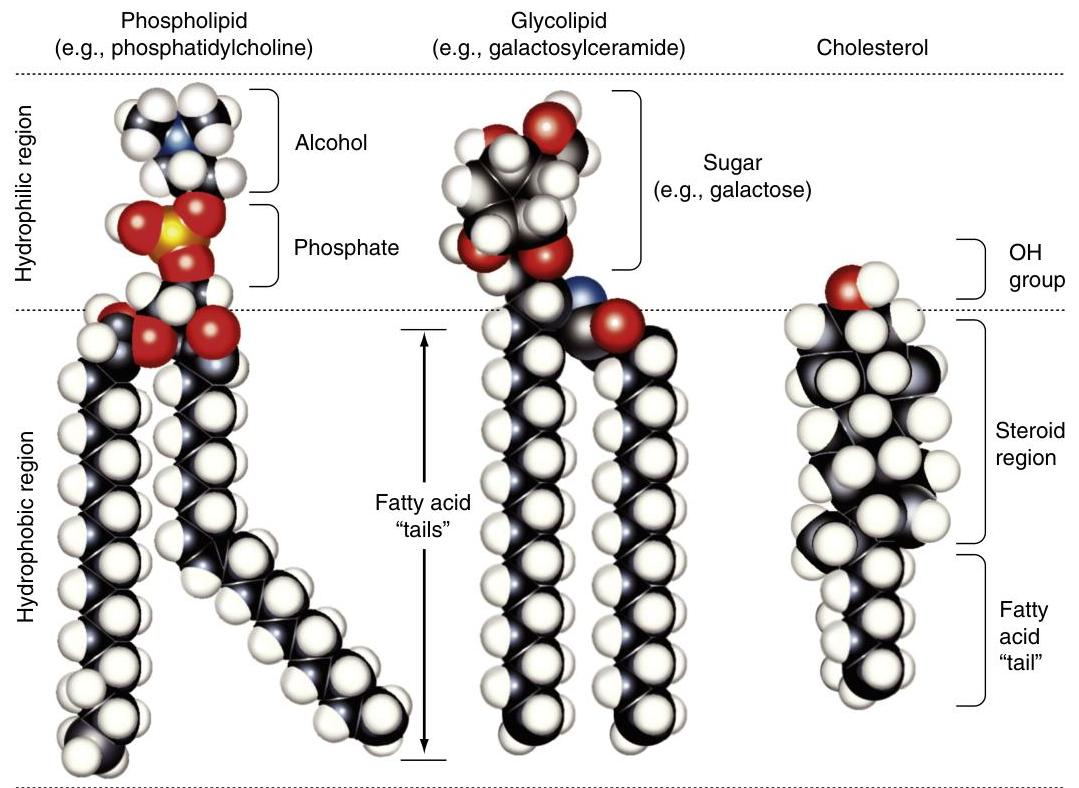 Phospholipid
(e.g., phosphatidylcholine)
Glycolipid
(e.g., galactosylceramide)
Cholesterol
Hydrophilic region
Alcohol
Phosphate
Sugar
(e.g., galactose)
OH
group
Hydrophobic region
Fatty acid
“tails”
Steroid
region
Fatty
acid
“tail”